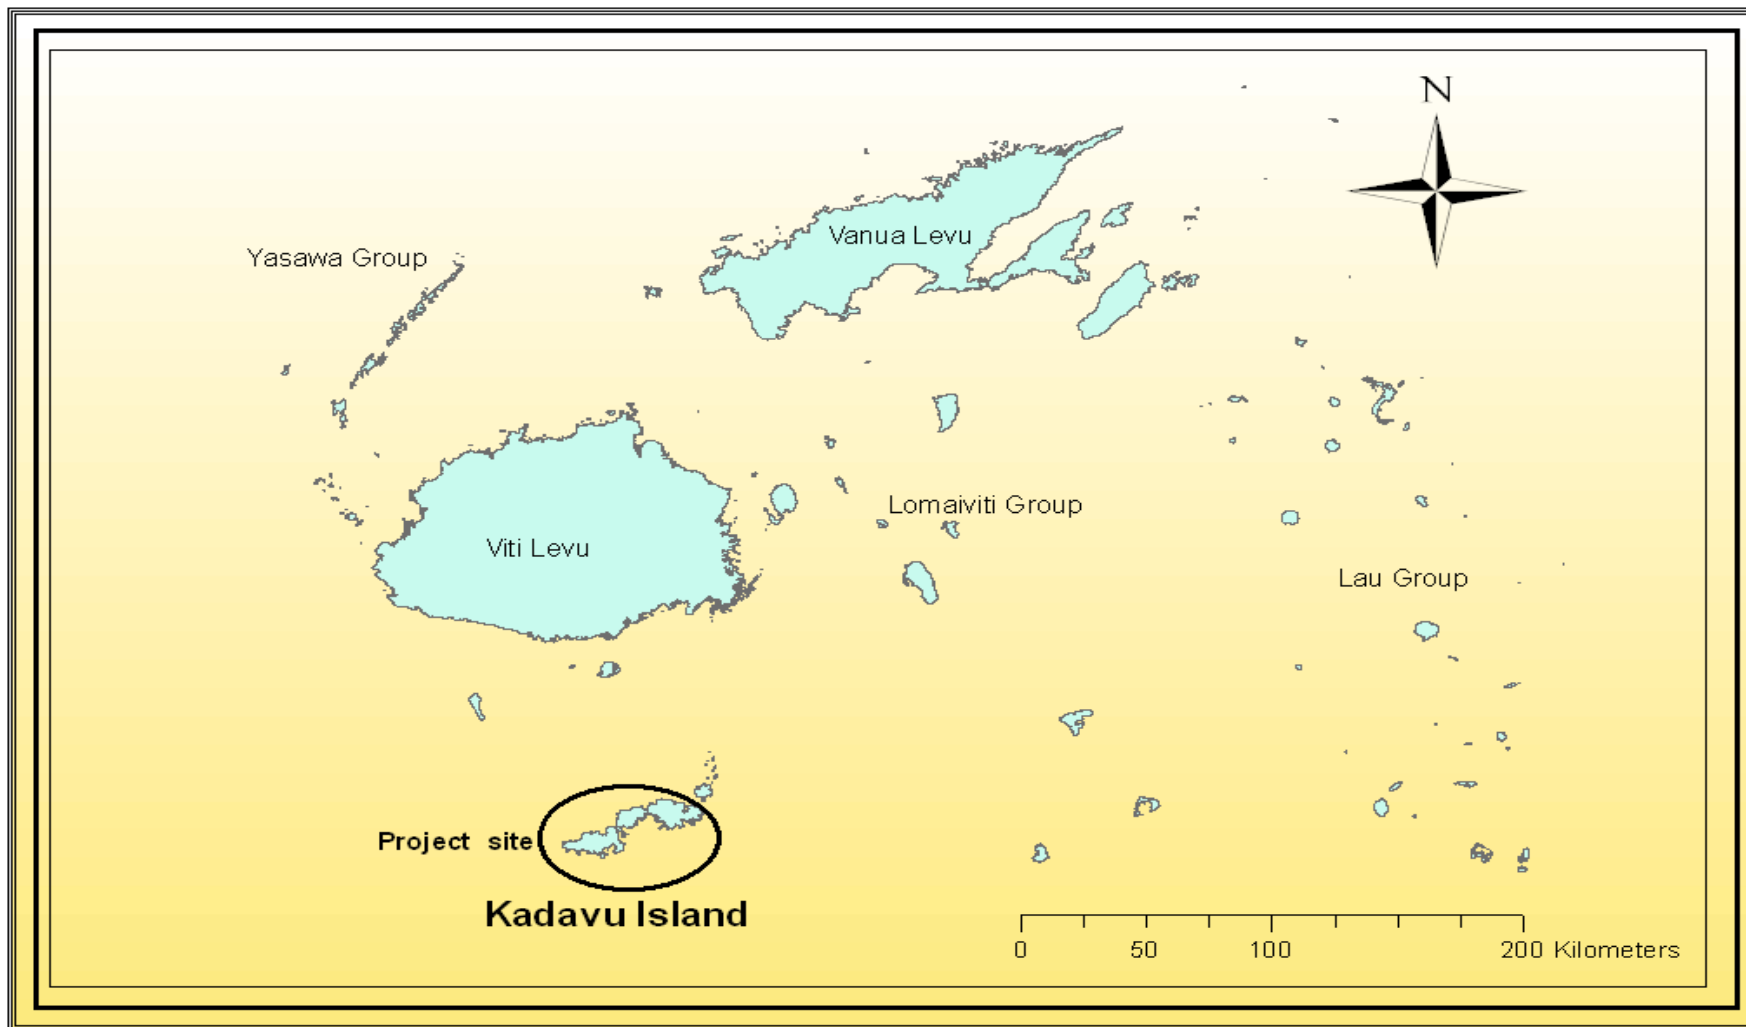 N
Vanua Levu
Yasawa Group
Lomaiviti Group
Viti Levu
Lau Group
Project site
Kadavu Island
0 50 100 200 Kilometers